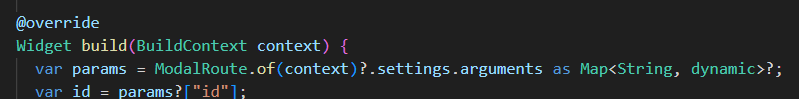 @override
Widget build(BuildContext context) {
var params = ModalRoute.of(context)?.settings.arguments as Map<String, dynamic>?;
var id = params?["id"];